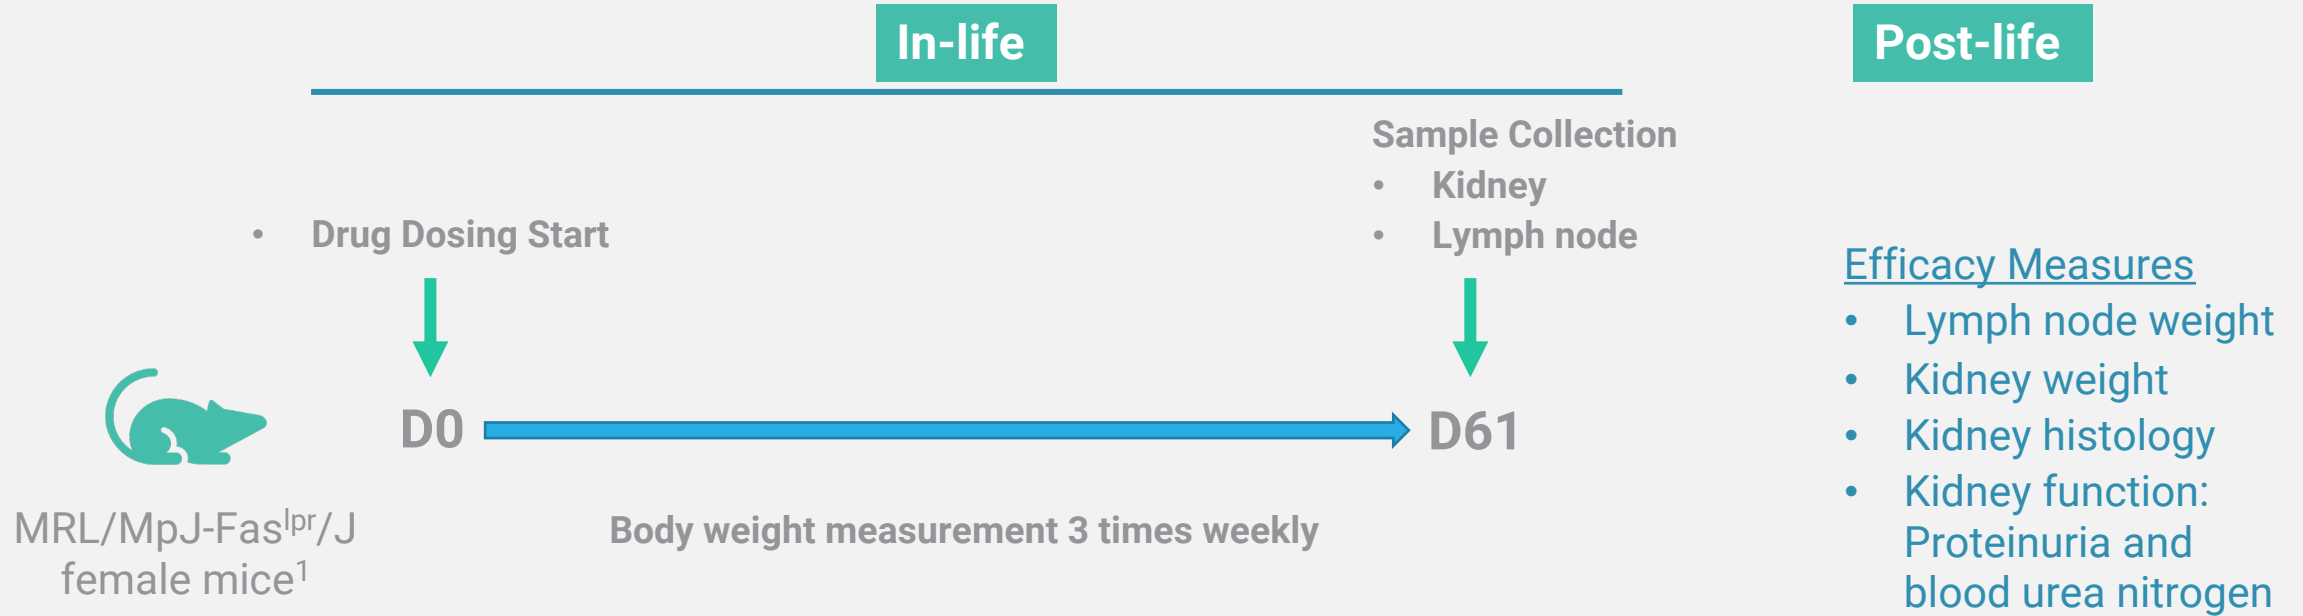 In-life
Post-life
Sample Collection
• Kidney
• Lymph node
• Drug Dosing Start
D0
D61
MRL/MpJ-Fas^lpr/J
female mice¹
Body weight measurement 3 times weekly
Efficacy Measures
• Lymph node weight
• Kidney weight
• Kidney histology
• Kidney function:
Proteinuria and
blood urea nitrogen